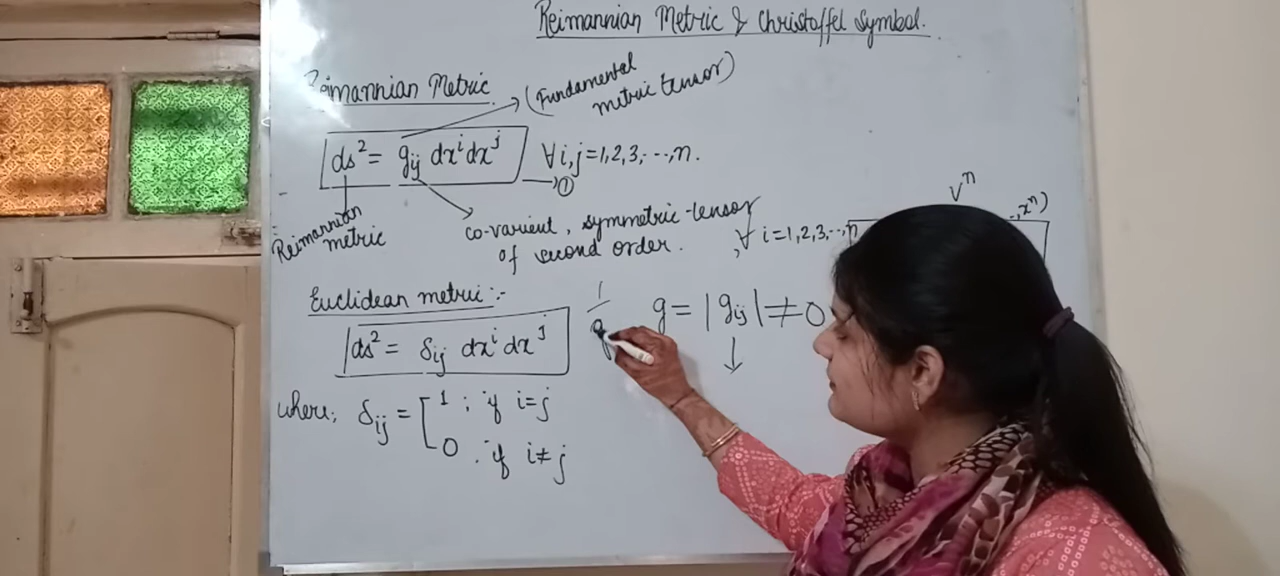 Reimannian Metric & Christoffel Symbol.
Reimannian Metric
(Fundamental
metric tensor)
ds² = gij dxⁱ dxʲ ∀ i,j = 1,2,3,---,n.
①
Reimannian
metric
co-varient, symmetric-tensor
of second order.
Vⁿ
, xⁿ)
, ∀ i = 1,2,3,--,n
Euclidean metric :-
ds² = δij dxⁱ dxʲ
1/g
g = |gij| ≠ 0
where; δij = [ 1 ; if i=j
0 ; if i≠j